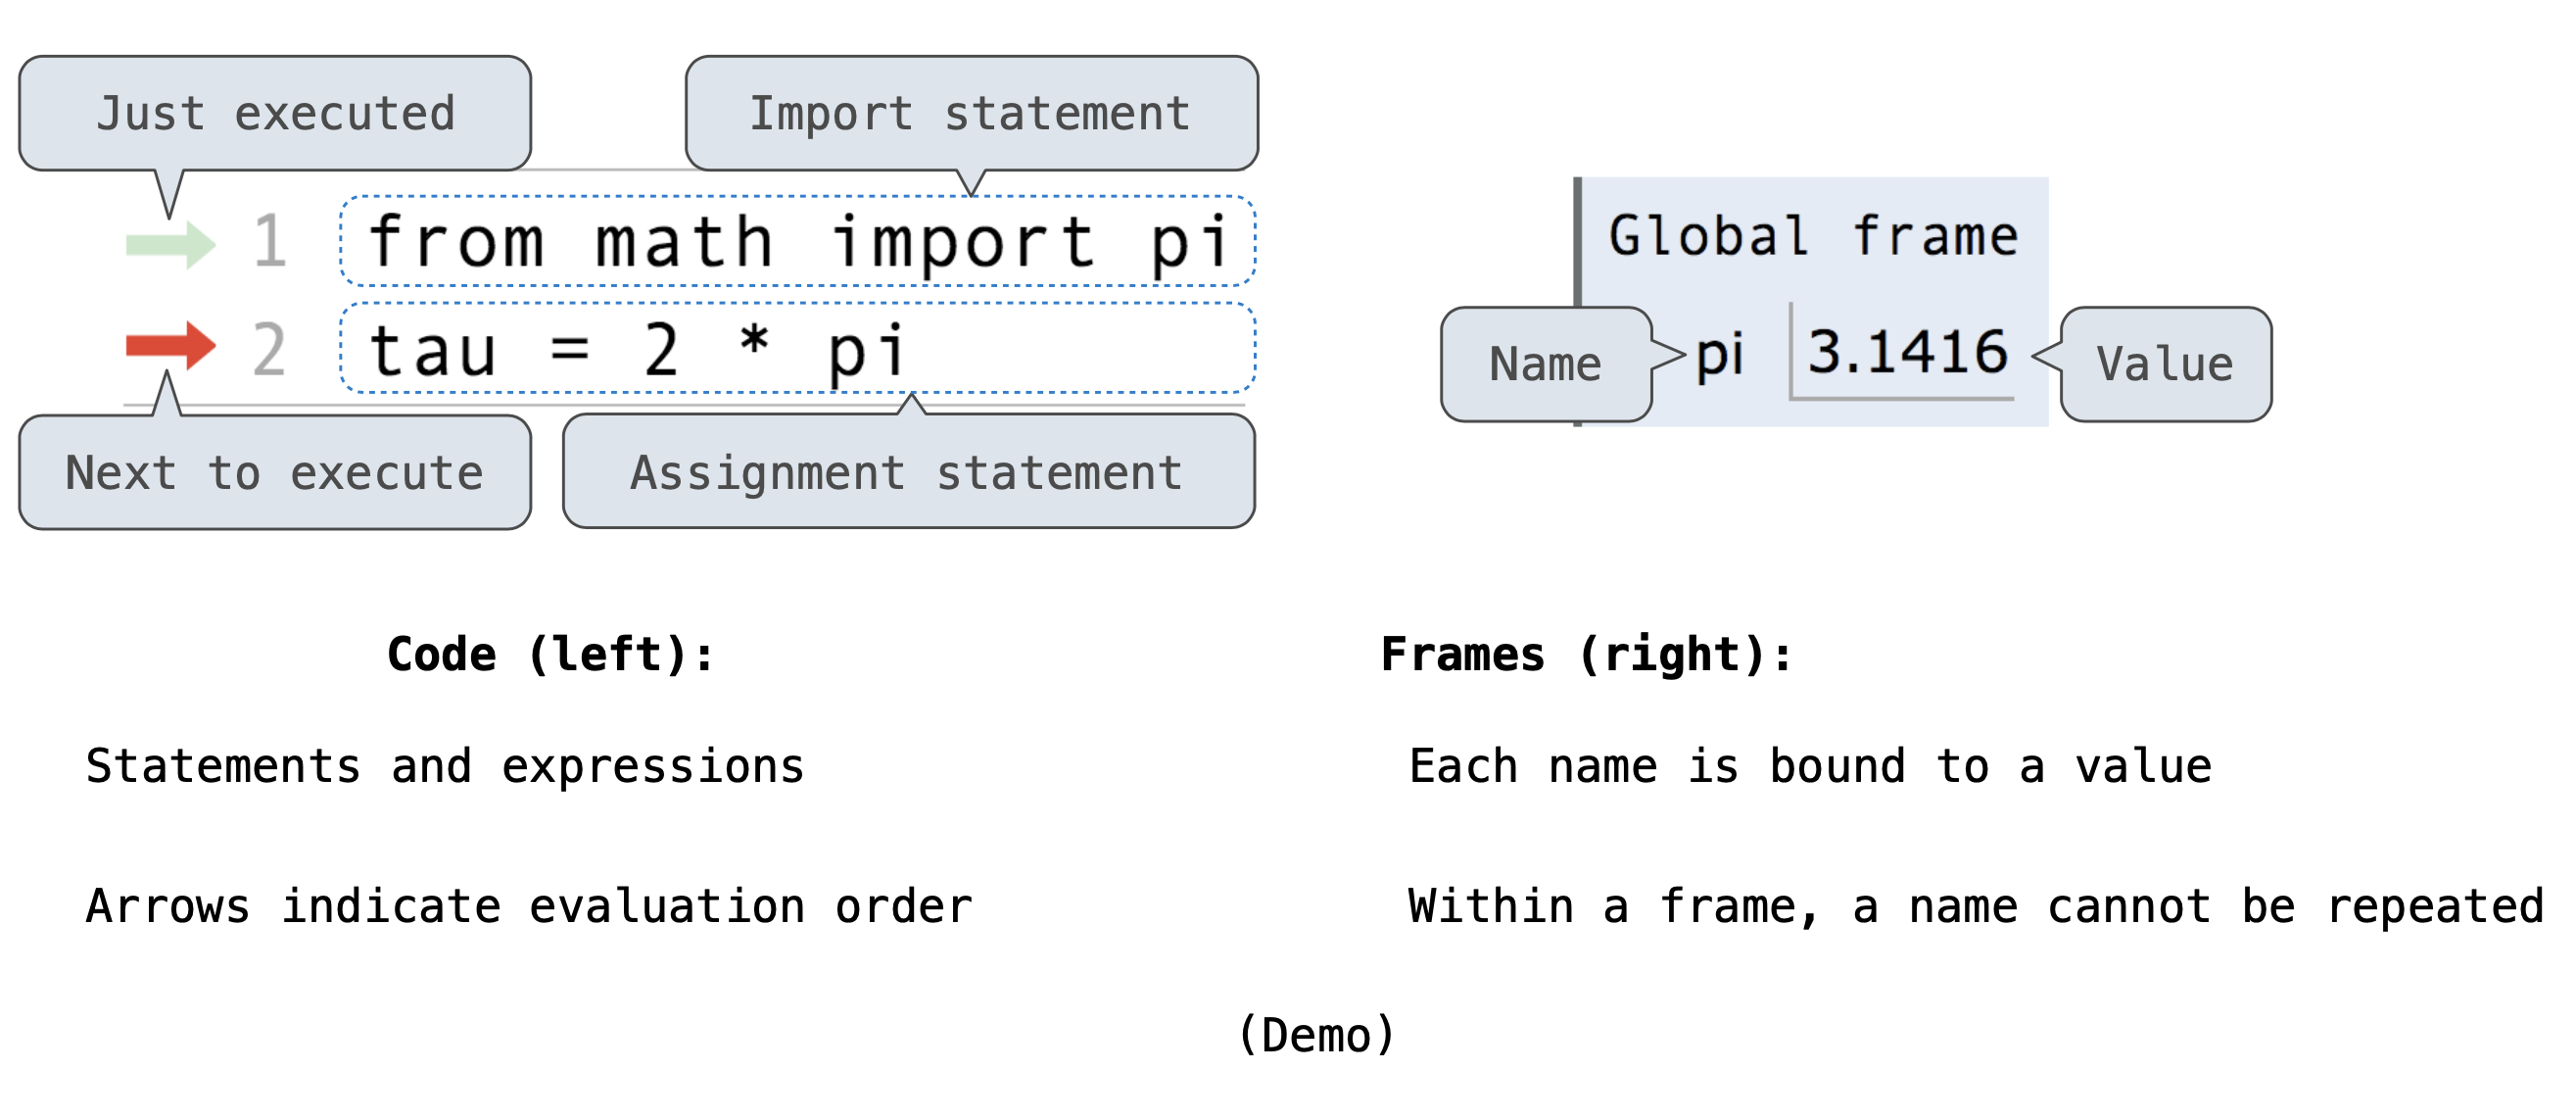 Just executed
Import statement
1 from math import pi
2 tau = 2 * pi
Next to execute
Assignment statement
Global frame
Name
pi 3.1416
Value
Code (left):
Statements and expressions
Arrows indicate evaluation order
Frames (right):
Each name is bound to a value
Within a frame, a name cannot be repeated
(Demo)